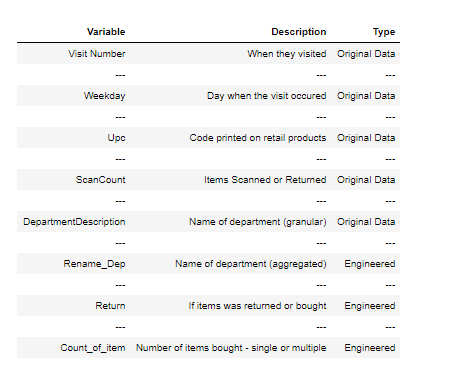 Variable Description Type
Visit Number When they visited Original Data
--- --- ---
Weekday Day when the visit occured Original Data
--- --- ---
Upc Code printed on retail products Original Data
--- --- ---
ScanCount Items Scanned or Returned Original Data
--- --- ---
DepartmentDescription Name of department (granular) Original Data
--- --- ---
Rename_Dep Name of department (aggregated) Engineered
--- --- ---
Return If items was returned or bought Engineered
--- --- ---
Count_of_item Number of items bought - single or multiple Engineered